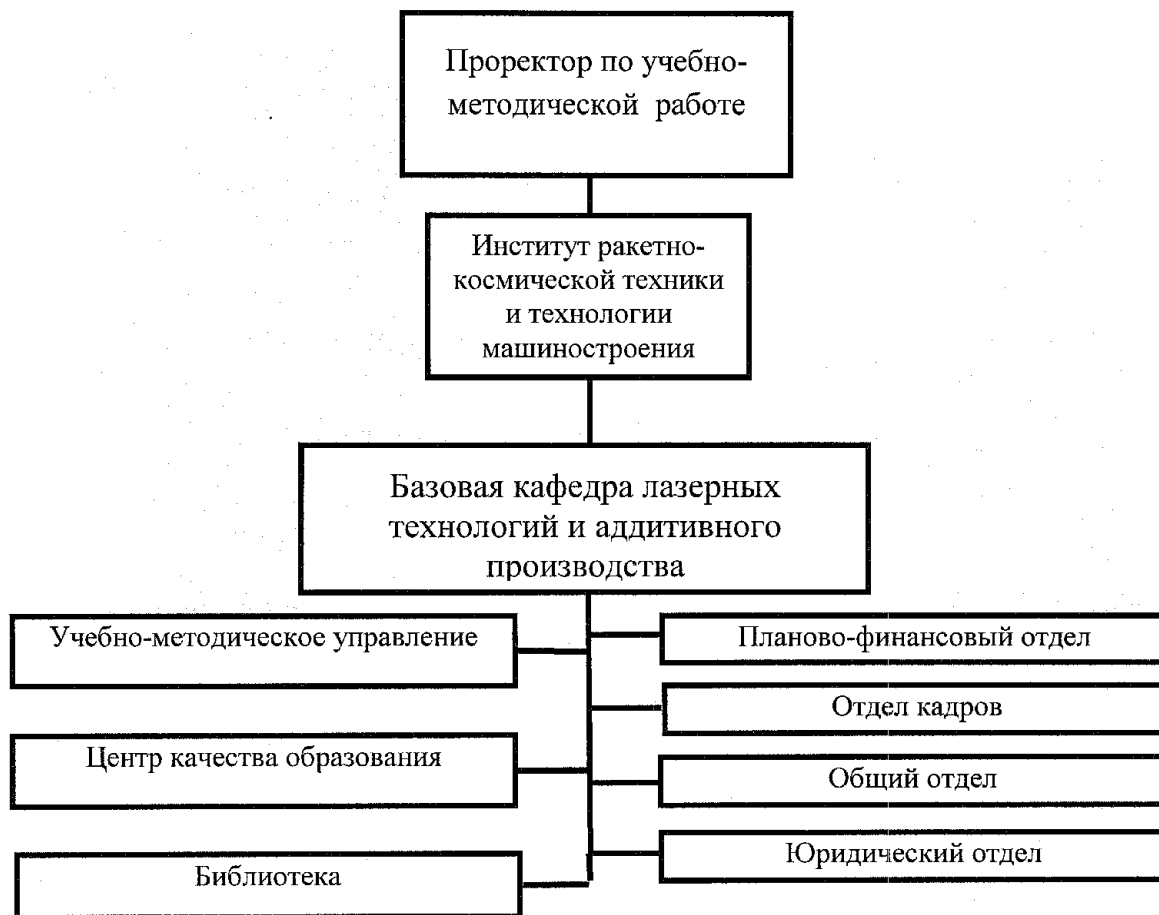 Проректор по учебно-
методической работе
Институт ракетно-
космической техники
и технологии
машиностроения
Базовая кафедра лазерных
технологий и аддитивного
производства
Учебно-методическое управление
Планово-финансовый отдел
Отдел кадров
Центр качества образования
Общий отдел
Юридический отдел
Библиотека